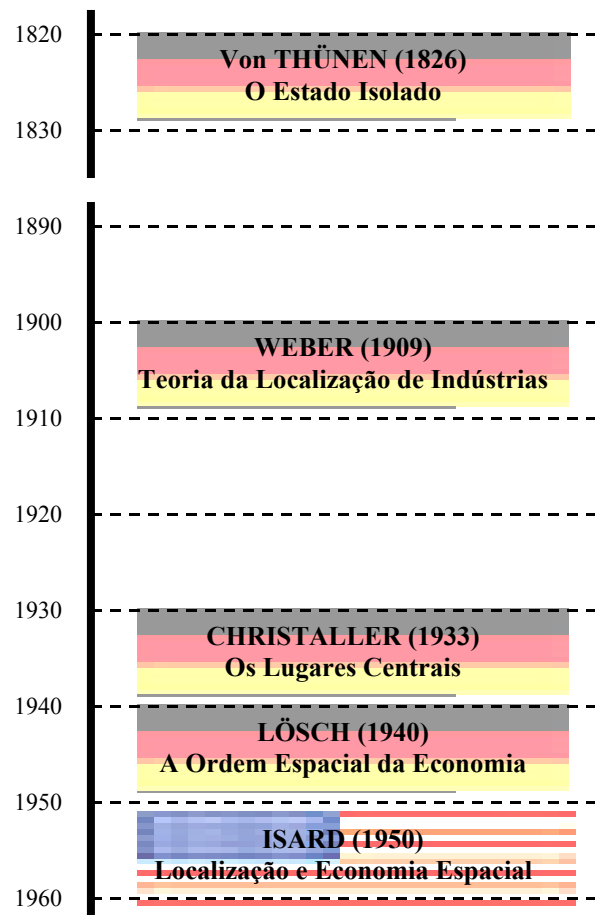 1820
Von THÜNEN (1826)
O Estado Isolado
1830
1890
1900
WEBER (1909)
Teoria da Localização de Indústrias
1910
1920
1930
CHRISTALLER (1933)
Os Lugares Centrais
1940
LÖSCH (1940)
A Ordem Espacial da Economia
1950
ISARD (1950)
Localização e Economia Espacial
1960